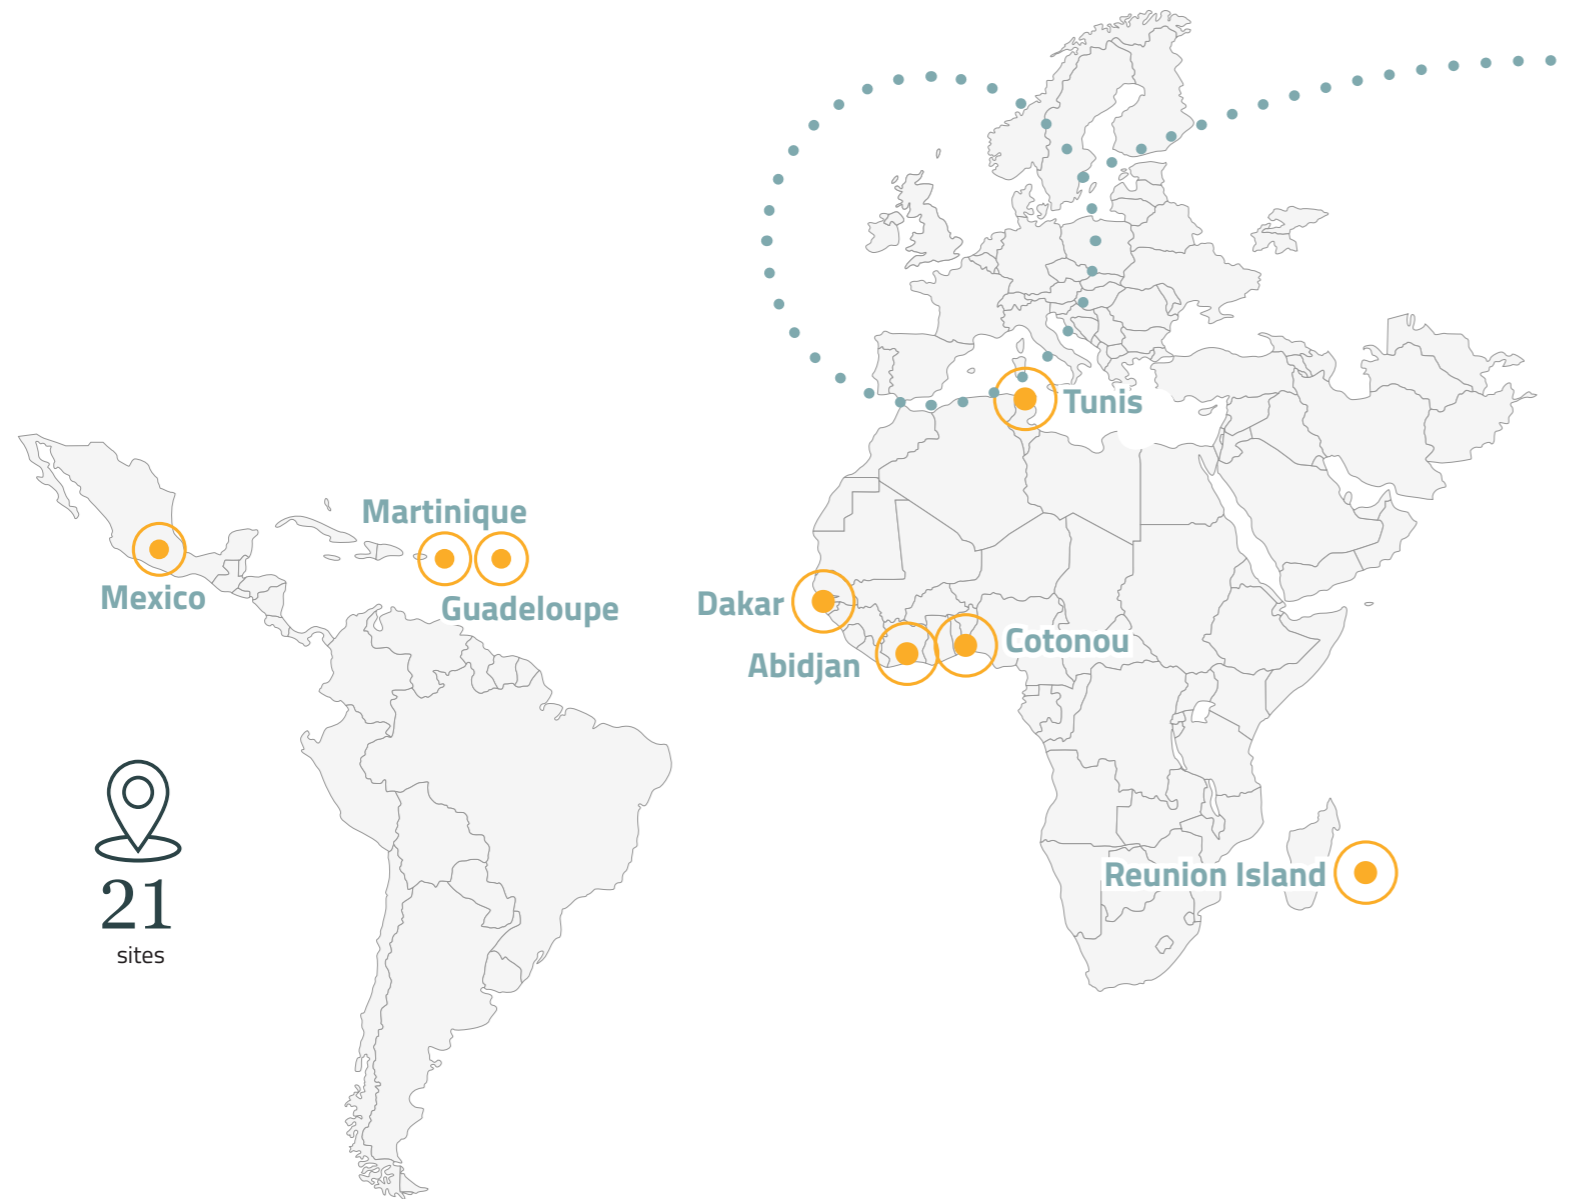 Tunis
Martinique
Mexico
Guadeloupe
Dakar
Abidjan
Cotonou
Reunion Island
21
sites